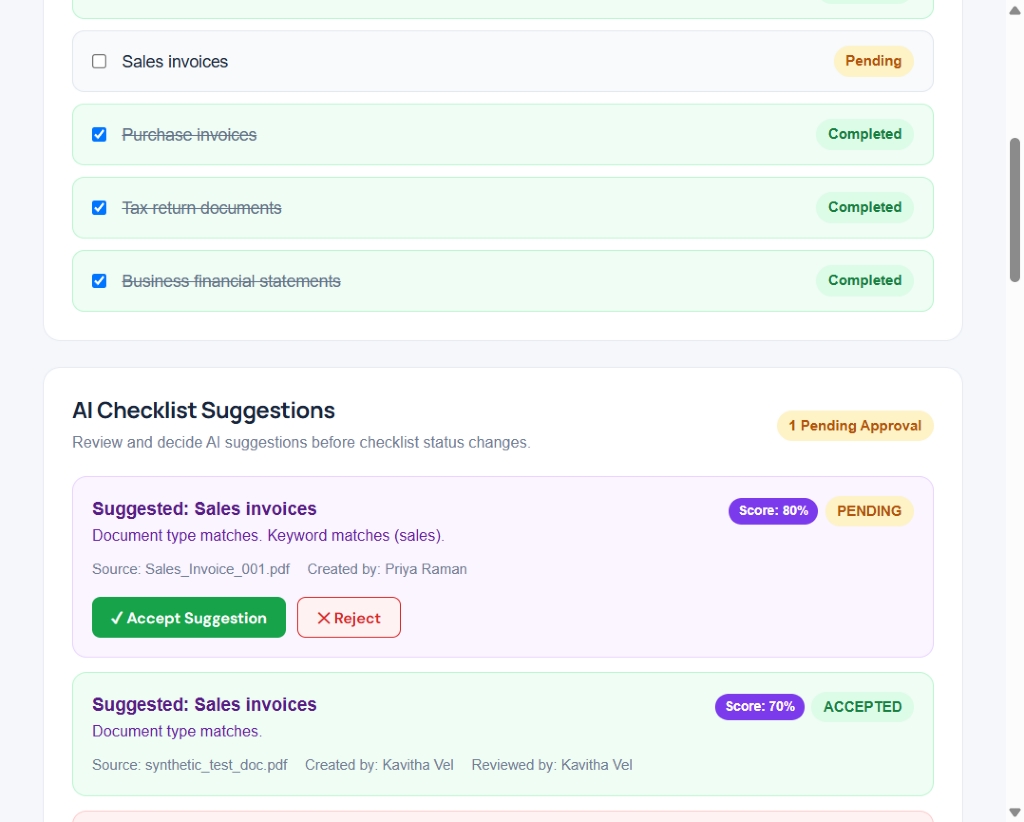 Sales invoices
Pending
Purchase invoices
Completed
Tax return documents
Completed
Business financial statements
Completed
AI Checklist Suggestions
Review and decide AI suggestions before checklist status changes.
1 Pending Approval
Suggested: Sales invoices
Score: 80%
PENDING
Document type matches. Keyword matches (sales).
Source: Sales_Invoice_001.pdf Created by: Priya Raman
✓ Accept Suggestion
✕ Reject
Suggested: Sales invoices
Score: 70%
ACCEPTED
Document type matches.
Source: synthetic_test_doc.pdf Created by: Kavitha Vel Reviewed by: Kavitha Vel